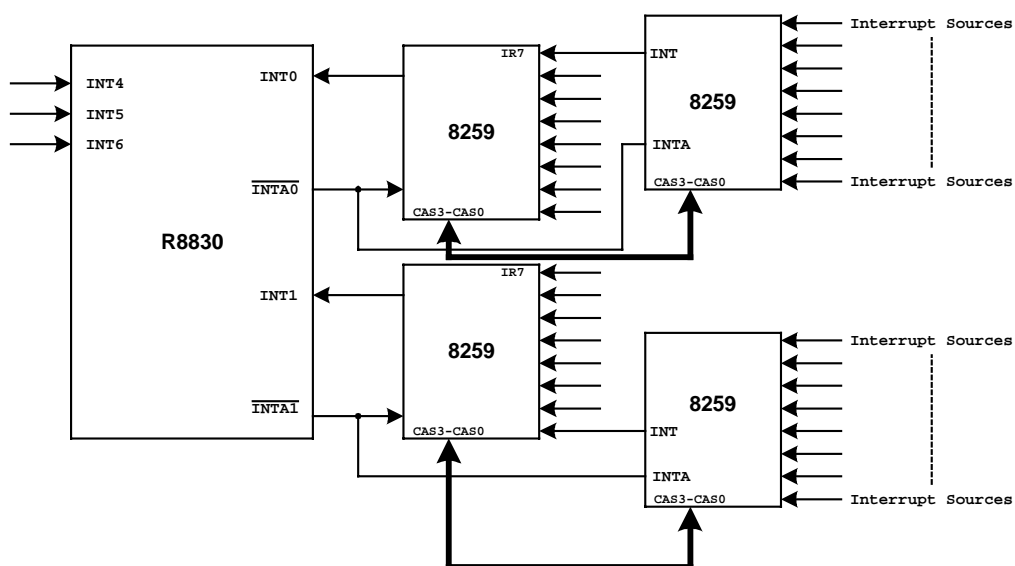 Interrupt Sources
IR7
INT
INT0
INT4
8259
INT5
8259
INT6
INTA
INTA0
CAS3-CAS0
Interrupt Sources
CAS3-CAS0
R8830
IR7
INT1
Interrupt Sources
8259
8259
INTA1
CAS3-CAS0
INT
INTA
CAS3-CAS0
Interrupt Sources